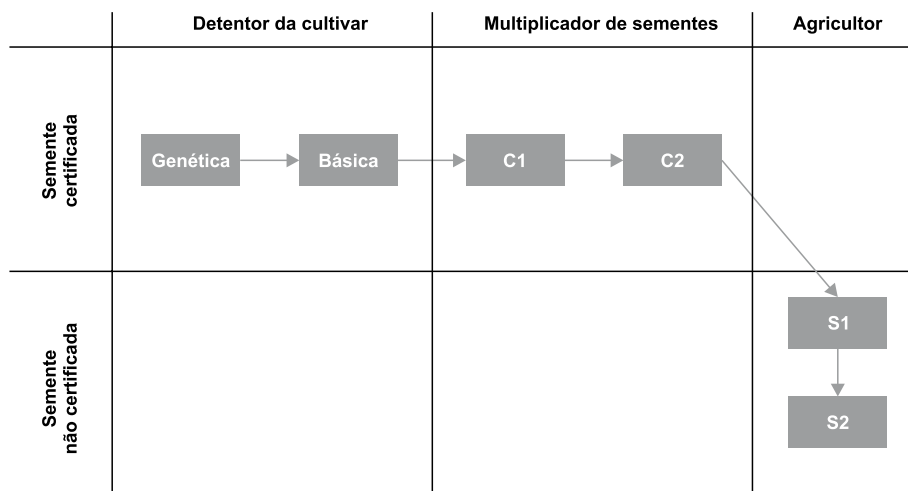 Detentor da cultivar
Multiplicador de sementes
Agricultor
Semente
certificada
Genética
Básica
C1
C2
Semente
não certificada
S1
S2